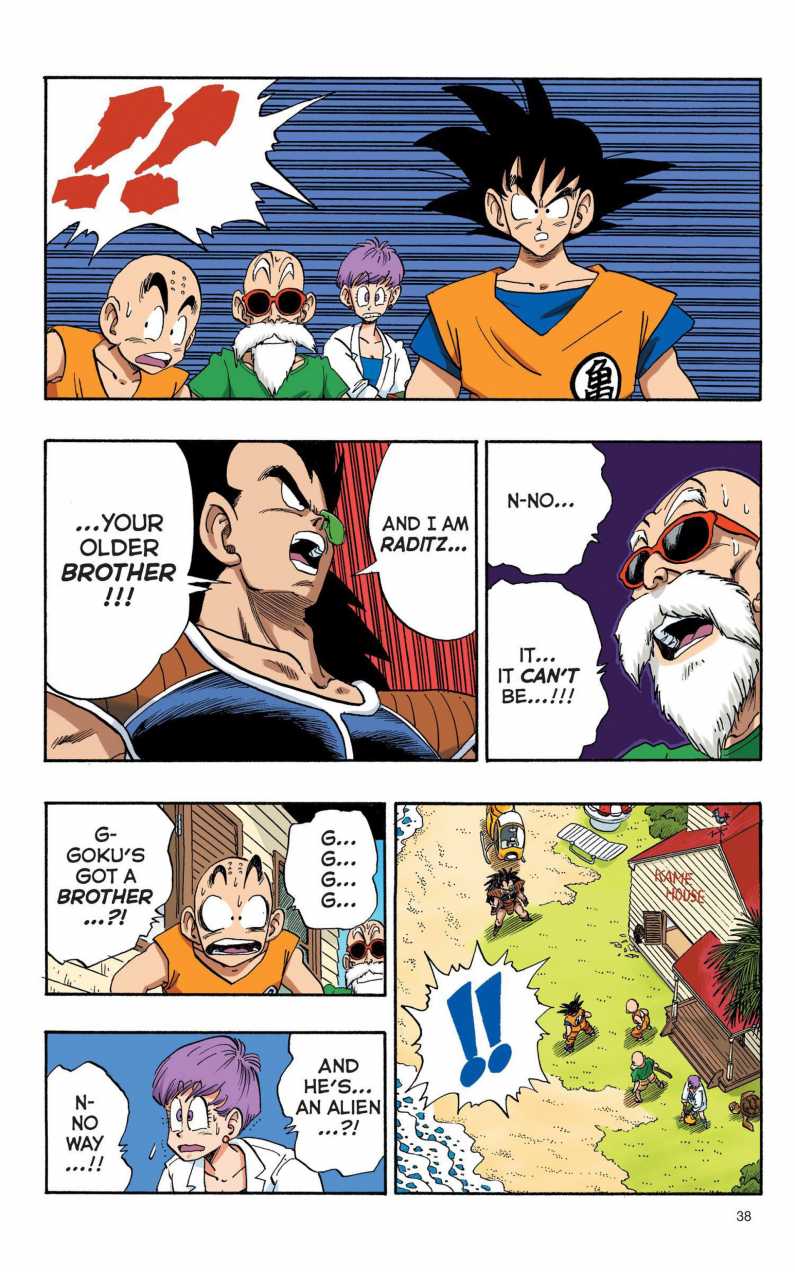 !!
亀
N-NO...
IT...
IT CAN'T
BE...!!!
AND I AM
RADITZ...
...YOUR
OLDER
BROTHER
!!!
KAME
HOUSE
!!
G...
G...
G...
G...
G-
GOKU'S
GOT A
BROTHER
...?!
AND
HE'S...
AN ALIEN
...?!
N-
NO
WAY
...!!
38